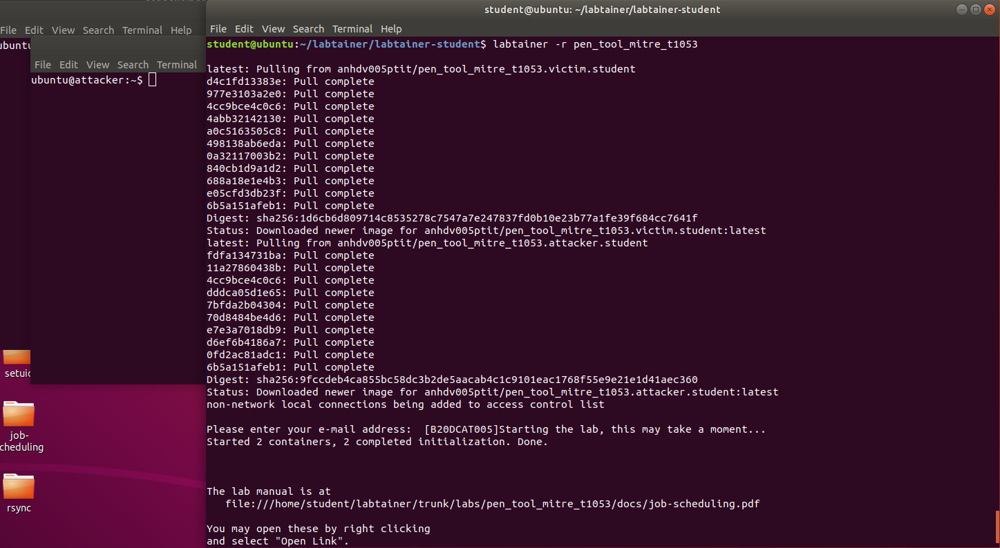 File Edit View Search Terminal Help
ubuntu
File Edit View Search Terminal
ubuntu@attacker:~$
setuid
job-
cheduling
rsync
student@ubuntu: ~/labtainer/labtainer-student
File Edit View Search Terminal Help
student@ubuntu:~/labtainer/labtainer-student$ labtainer -r pen_tool_mitre_t1053
latest: Pulling from anhdv005ptit/pen_tool_mitre_t1053.victim.student
d4c1fd13383e: Pull complete
977e3103a2e0: Pull complete
4cc9bce4c0c6: Pull complete
4abb32142130: Pull complete
a0c5163505c8: Pull complete
498138ab6eda: Pull complete
0a32117003b2: Pull complete
840cb1d9a1d2: Pull complete
688a18e1e4b3: Pull complete
e05cfd3db23f: Pull complete
6b5a151afeb1: Pull complete
Digest: sha256:1d6cb6d809714c8535278c7547a7e247837fd0b10e23b77a1fe39f684cc7641f
Status: Downloaded newer image for anhdv005ptit/pen_tool_mitre_t1053.victim.student:latest
latest: Pulling from anhdv005ptit/pen_tool_mitre_t1053.attacker.student
fdfa134731ba: Pull complete
11a27860438b: Pull complete
4cc9bce4c0c6: Pull complete
dddca05d1e65: Pull complete
7bfda2b04304: Pull complete
70d8484be4d6: Pull complete
e7e3a7018db9: Pull complete
d6ef6b4186a7: Pull complete
0fd2ac81adc1: Pull complete
6b5a151afeb1: Pull complete
Digest: sha256:9fccdeb4ca855bc58dc3b2de5aacab4c1c9101eac1768f55e9e21e1d41aec360
Status: Downloaded newer image for anhdv005ptit/pen_tool_mitre_t1053.attacker.student:latest
non-network local connections being added to access control list
Please enter your e-mail address:  [B20DCAT005]Starting the lab, this may take a moment...
Started 2 containers, 2 completed initialization. Done.
The lab manual is at
file:///home/student/labtainer/trunk/labs/pen_tool_mitre_t1053/docs/job-scheduling.pdf
You may open these by right clicking
and select "Open Link".